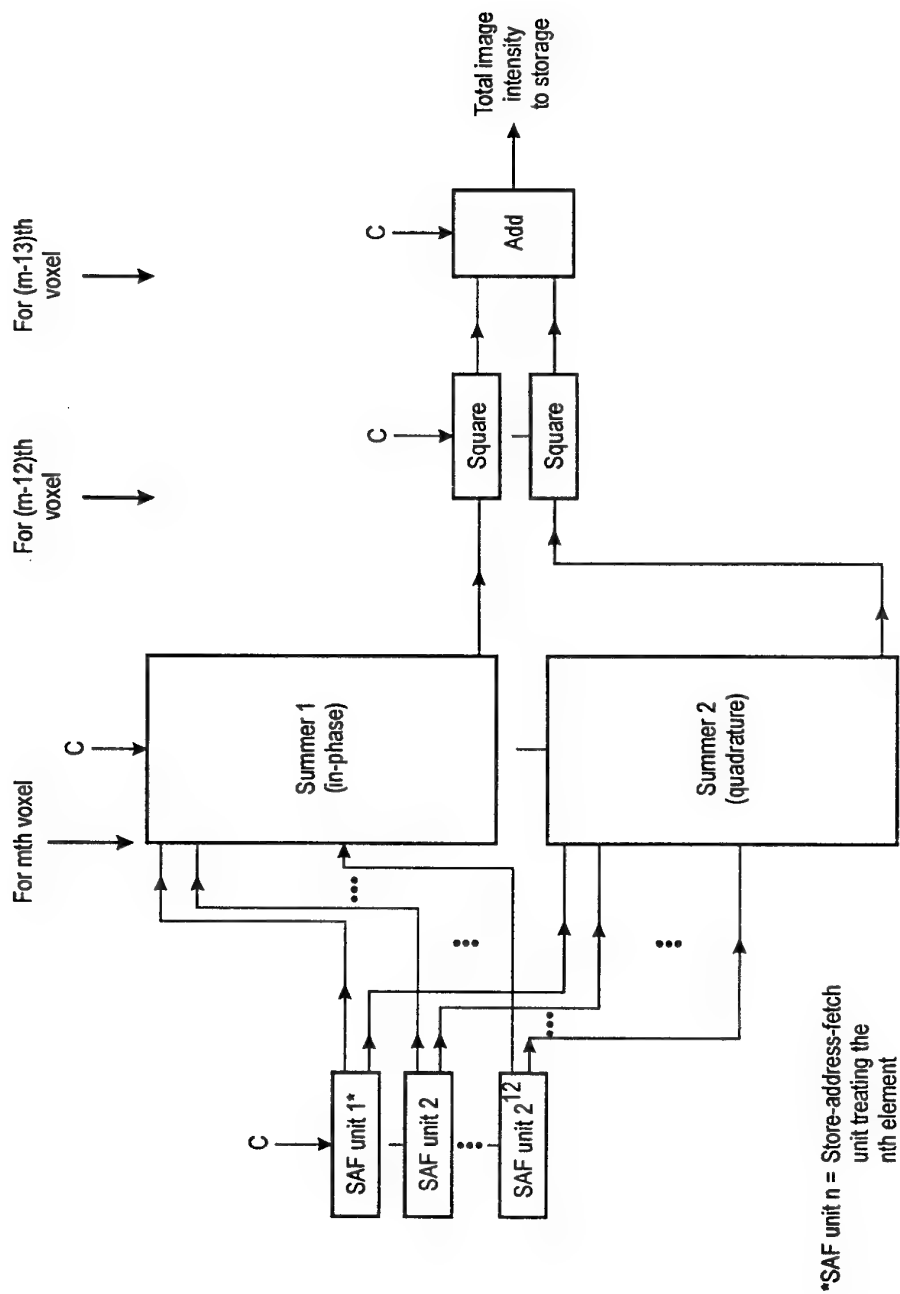 For mth voxel
For (m-12)th
voxel
For (m-13)th
voxel
C
SAF unit 1*
SAF unit 2
SAF unit 2^12
C
Summer 1
(in-phase)
Summer 2
(quadrature)
C
Square
Square
C
Add
Total image
intensity
to storage
*SAF unit n = Store-address-fetch
unit treating the
nth element